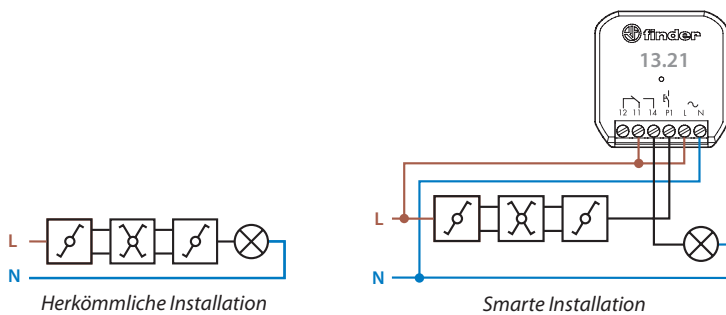 finder
13.21
12 11 14 P1 L N
L
N
L
N
Herkömmliche Installation
Smarte Installation